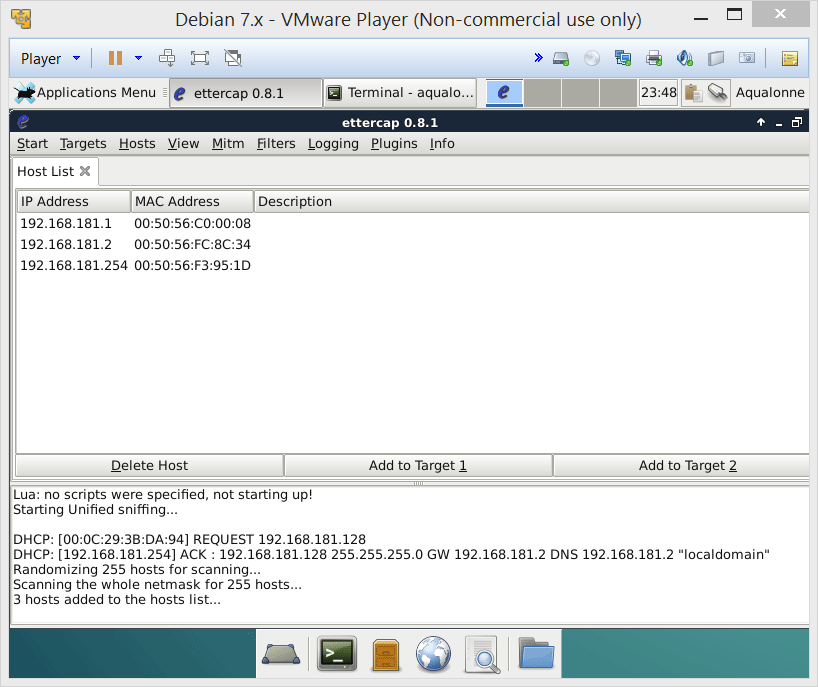 Debian 7.x - VMware Player (Non-commercial use only)
Player
Applications Menu
ettercap 0.8.1
Terminal - aqualo...
23:48
Aqualonne
ettercap 0.8.1
Start Targets Hosts View Mitm Filters Logging Plugins Info
Host List
IP Address MAC Address Description
192.168.181.1 00:50:56:C0:00:08
192.168.181.2 00:50:56:FC:8C:34
192.168.181.254 00:50:56:F3:95:1D
Delete Host Add to Target 1 Add to Target 2
Lua: no scripts were specified, not starting up!
Starting Unified sniffing...
DHCP: [00:0C:29:3B:DA:94] REQUEST 192.168.181.128
DHCP: [192.168.181.254] ACK : 192.168.181.128 255.255.255.0 GW 192.168.181.2 DNS 192.168.181.2 "localdomain"
Randomizing 255 hosts for scanning...
Scanning the whole netmask for 255 hosts...
3 hosts added to the hosts list...